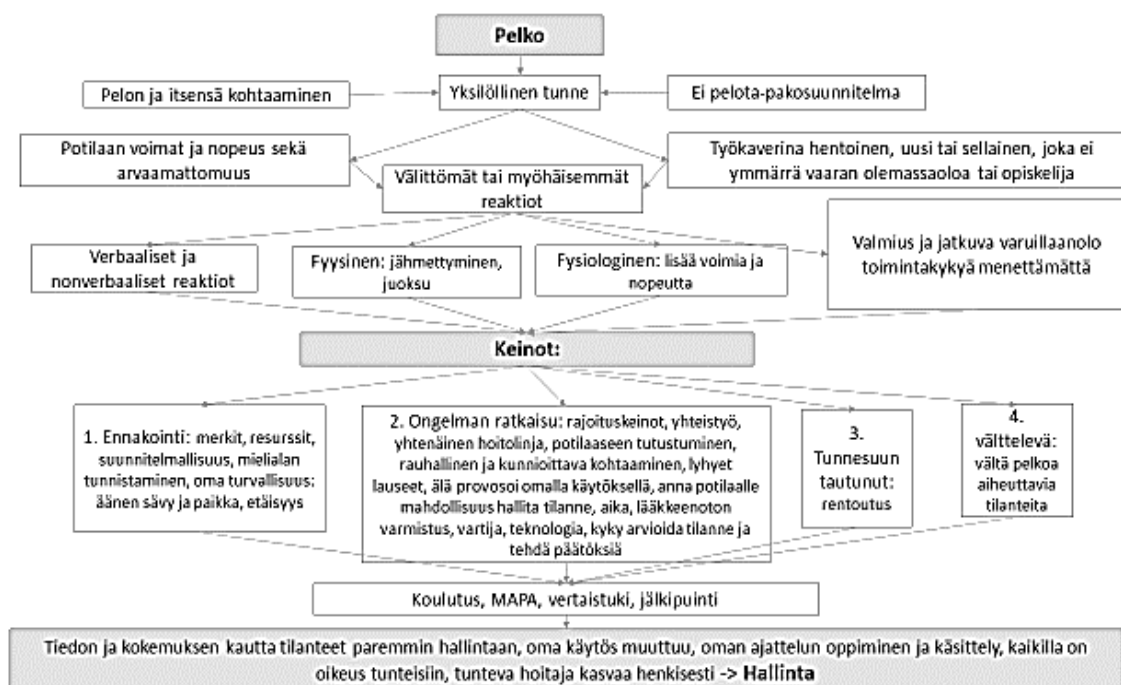 Pelko
Pelon ja itsensä kohtaaminen
Yksilöllinen tunne
Ei pelota-pakosuunnitelma
Potilaan voimat ja nopeus sekä
arvaamattomuus
Välittömät tai myöhäisemmät
reaktiot
Työkaverina hentoinen, uusi tai sellainen, joka ei
ymmärrä vaaran olemassaoloa tai opiskelija
Verbaaliset ja
nonverbaaliset reaktiot
Fyysinen: jähmettyminen,
juoksu
Fysiologinen: lisää voimia ja
nopeutta
Valmius ja jatkuva varuillaanolo
toimintakykyä menettämättä
Keinot:
1. Ennakointi: merkit, resurssit,
suunnitelmallisuus, mielialan
tunnistaminen, oma turvallisuus:
äänen sävy ja paikka, etäisyys
2. Ongelman ratkaisu: rajoituskeinot, yhteistyö,
yhtenäinen hoitolinja, potilaaseen tutustuminen,
rauhallinen ja kunnioittava kohtaaminen, lyhyet
lauseet, älä provosoi omalla käytöksellä, anna potilaalle
mahdollisuus hallita tilanne, aika, lääkkeenoton
varmistus, vartija, teknologia, kyky arvioida tilanne ja
tehdä päätöksiä
3.
Tunnesuun
tautunut:
rentoutus
4.
välttelevä:
vältä pelkoa
aiheuttavia
tilanteita
Koulutus, MAPA, vertaistuki, jälkipuinti
Tiedon ja kokemuksen kautta tilanteet paremmin hallintaan, oma käytös muuttuu, oman ajattelun oppiminen ja käsittely, kaikilla on
oikeus tunteisiin, tunteva hoitaja kasvaa henkisesti -> Hallinta